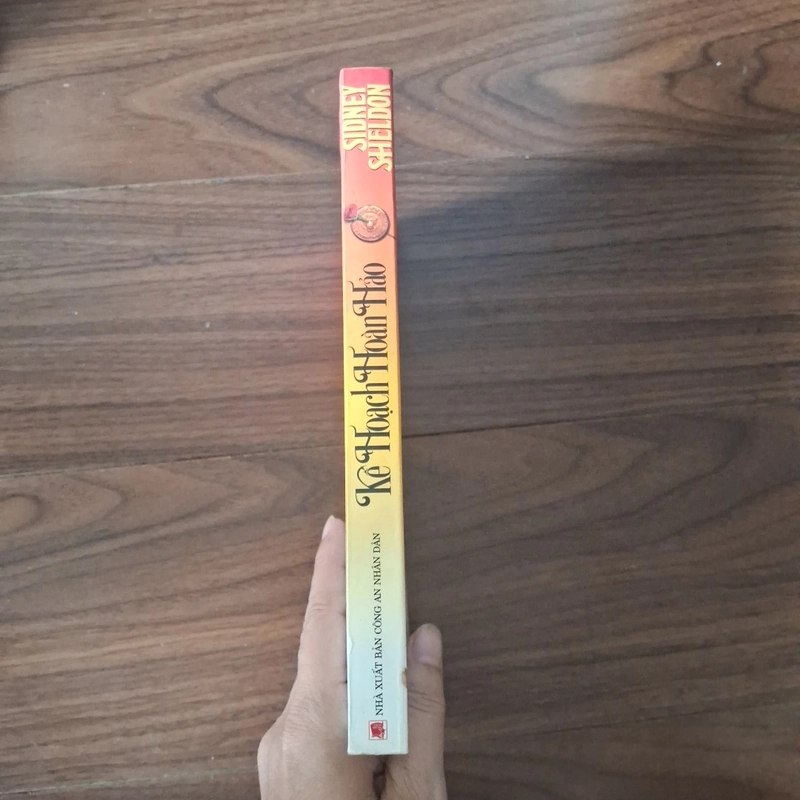 SIDNEY
SHELDON
Kế Hoạch Hoàn Hảo
NHÀ XUẤT BẢN CÔNG AN NHÂN DÂN